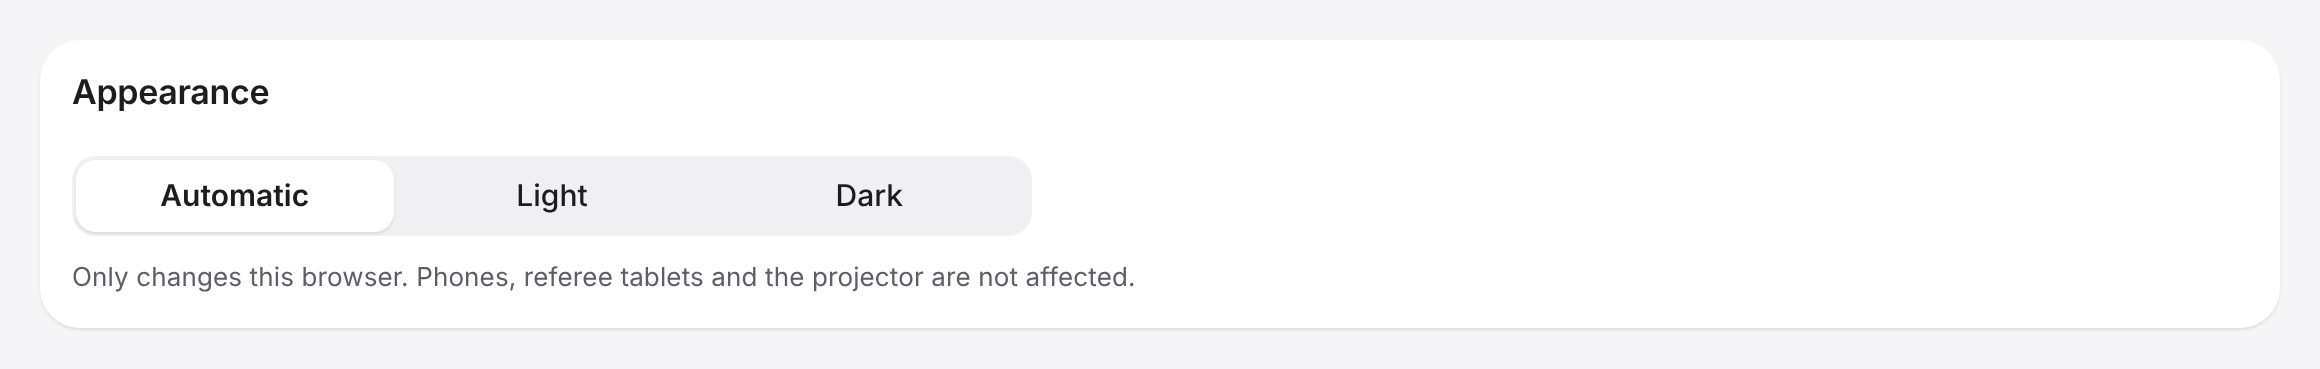 Appearance
Automatic Light Dark
Only changes this browser. Phones, referee tablets and the projector are not affected.